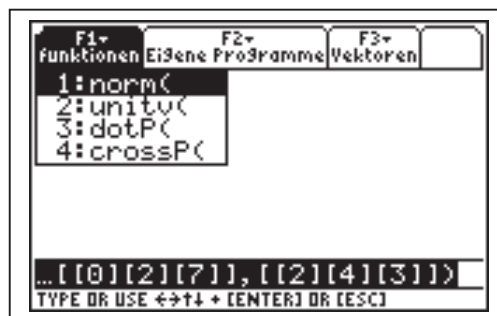 F1▾ F2▾ F3▾
funktionen Eigene Programme Vektoren
1:norm(
2:unitv(
3:dotP(
4:crossP(
…[[0][2][7]],[[2][4][3]])
TYPE OR USE ←→↑↓ + [ENTER] OR [ESC]